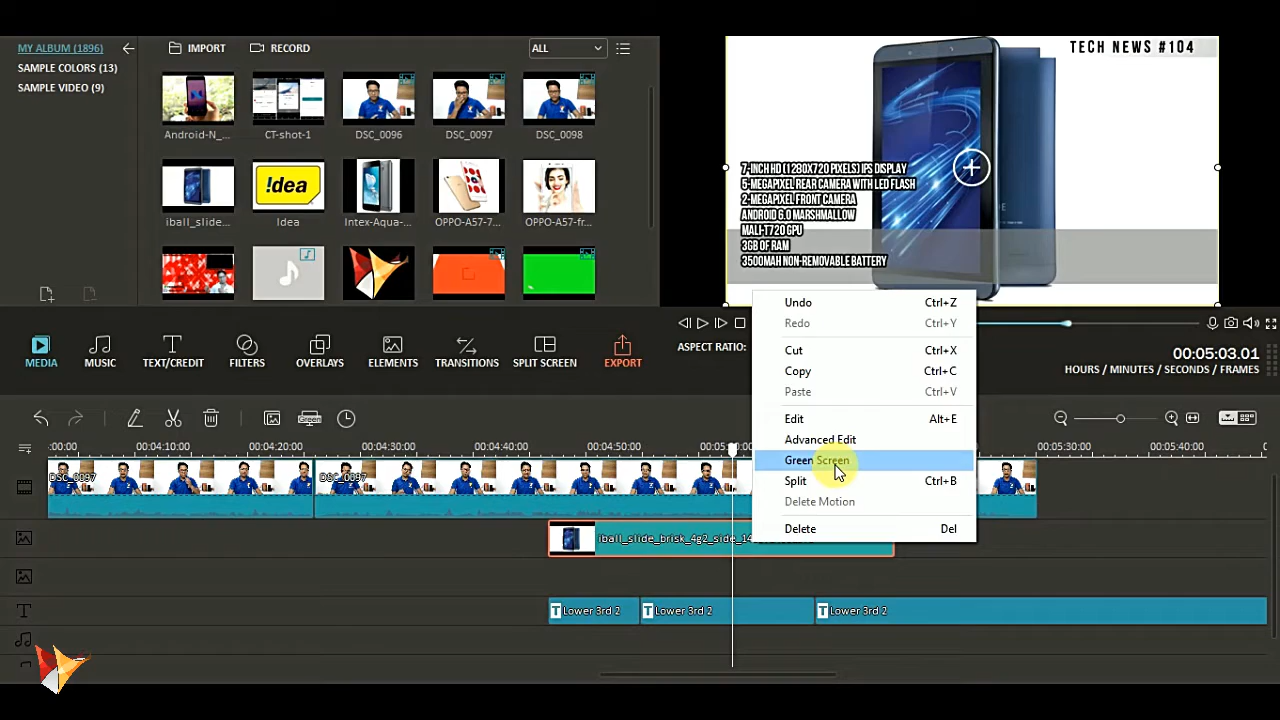 MY ALBUM (1896)
SAMPLE COLORS (13)
SAMPLE VIDEO (9)
IMPORT
RECORD
ALL
Android-N_...
CT-shot-1
DSC_0096
DSC_0097
DSC_0098
iball_slide...
!dea
Idea
Intex-Aqua-...
OPPO-A57-7...
OPPO-A57-fr...
TECH NEWS #104
7-INCH HD (1280X720 PIXELS) IPS DISPLAY
5-MEGAPIXEL REAR CAMERA WITH LED FLASH
2-MEGAPIXEL FRONT CAMERA
ANDROID 6.0 MARSHMALLOW
MALI-T720 GPU
3GB OF RAM
3500MAH NON-REMOVABLE BATTERY
MEDIA
MUSIC
TEXT/CREDIT
FILTERS
OVERLAYS
ELEMENTS
TRANSITIONS
SPLIT SCREEN
EXPORT
ASPECT RATIO:
00:05:03.01
HOURS / MINUTES / SECONDS / FRAMES
Undo Ctrl+Z
Redo Ctrl+Y
Cut Ctrl+X
Copy Ctrl+C
Paste Ctrl+V
Edit Alt+E
Advanced Edit
Green Screen
Split Ctrl+B
Delete Motion
Delete Del
:00:00
00:04:10:00
00:04:20:00
00:04:30:00
00:04:40:00
00:04:50:00
00:05:30:00
00:05:40:00
DSC_0097
DSC_0097
iball_slide_brisk_4g2_side_14
T Lower 3rd 2
T Lower 3rd 2
T Lower 3rd 2
T